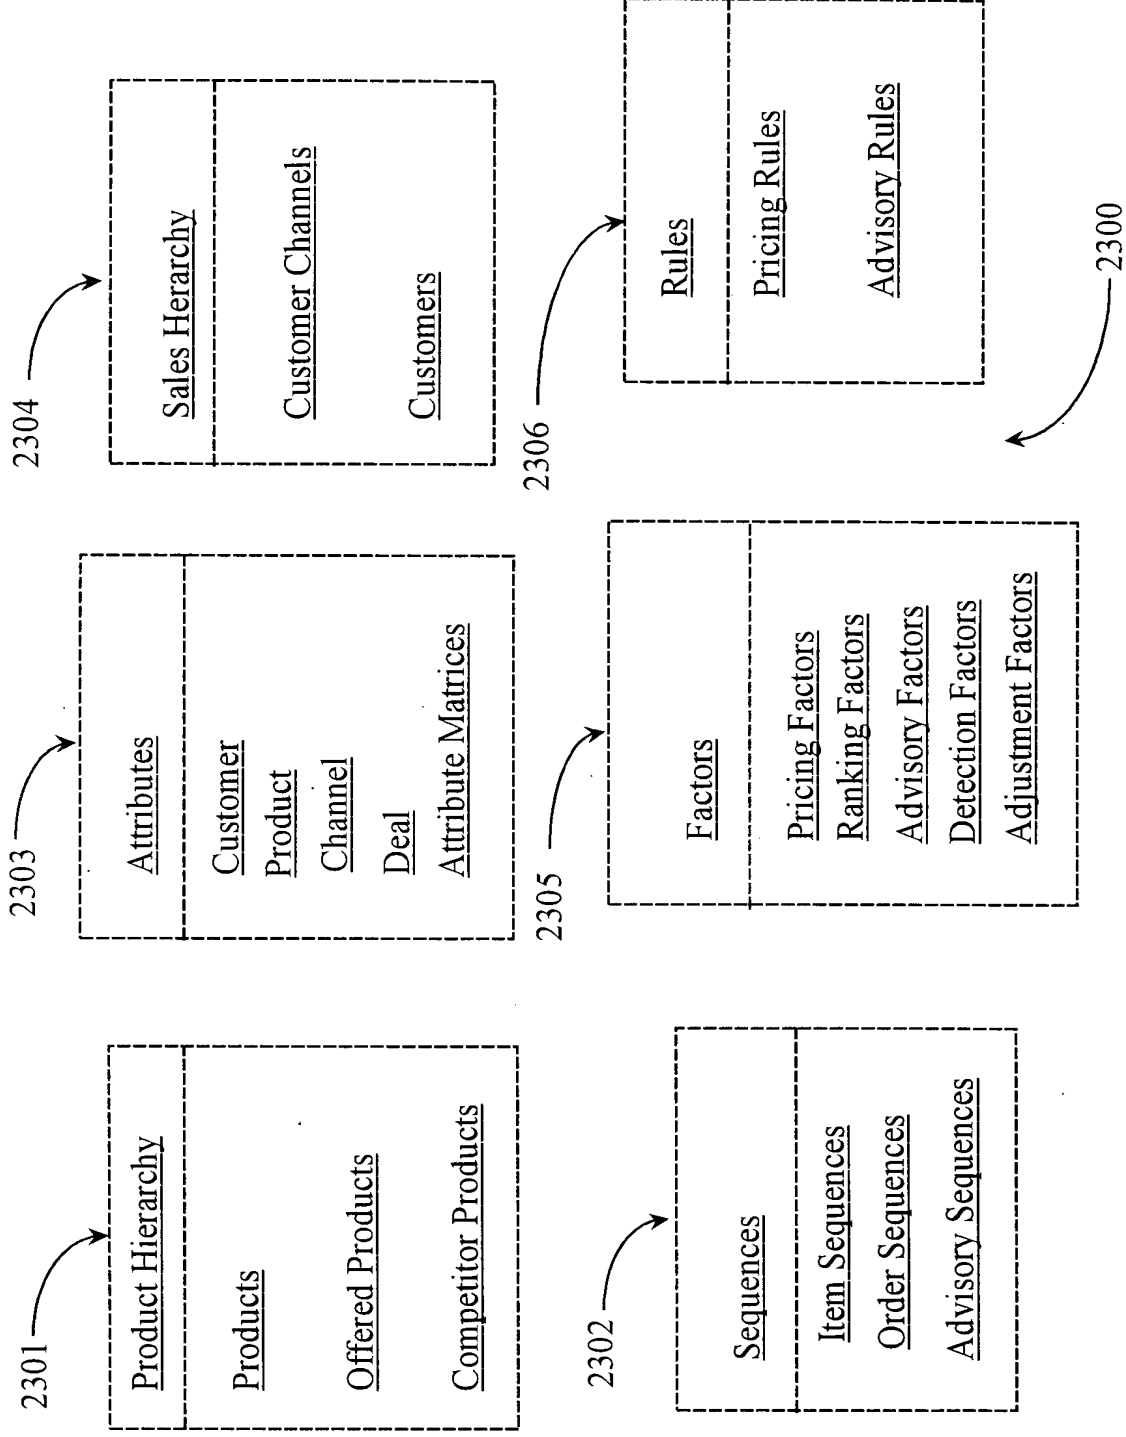 2301
Product Hierarchy
Products
Offered Products
Competitor Products
2303
Attributes
Customer
Product
Channel
Deal
Attribute Matrices
2304
Sales Herarchy
Customer Channels
Customers
2302
Sequences
Item Sequences
Order Sequences
Advisory Sequences
2305
Factors
Pricing Factors
Ranking Factors
Advisory Factors
Detection Factors
Adjustment Factors
2306
Rules
Pricing Rules
Advisory Rules
2300